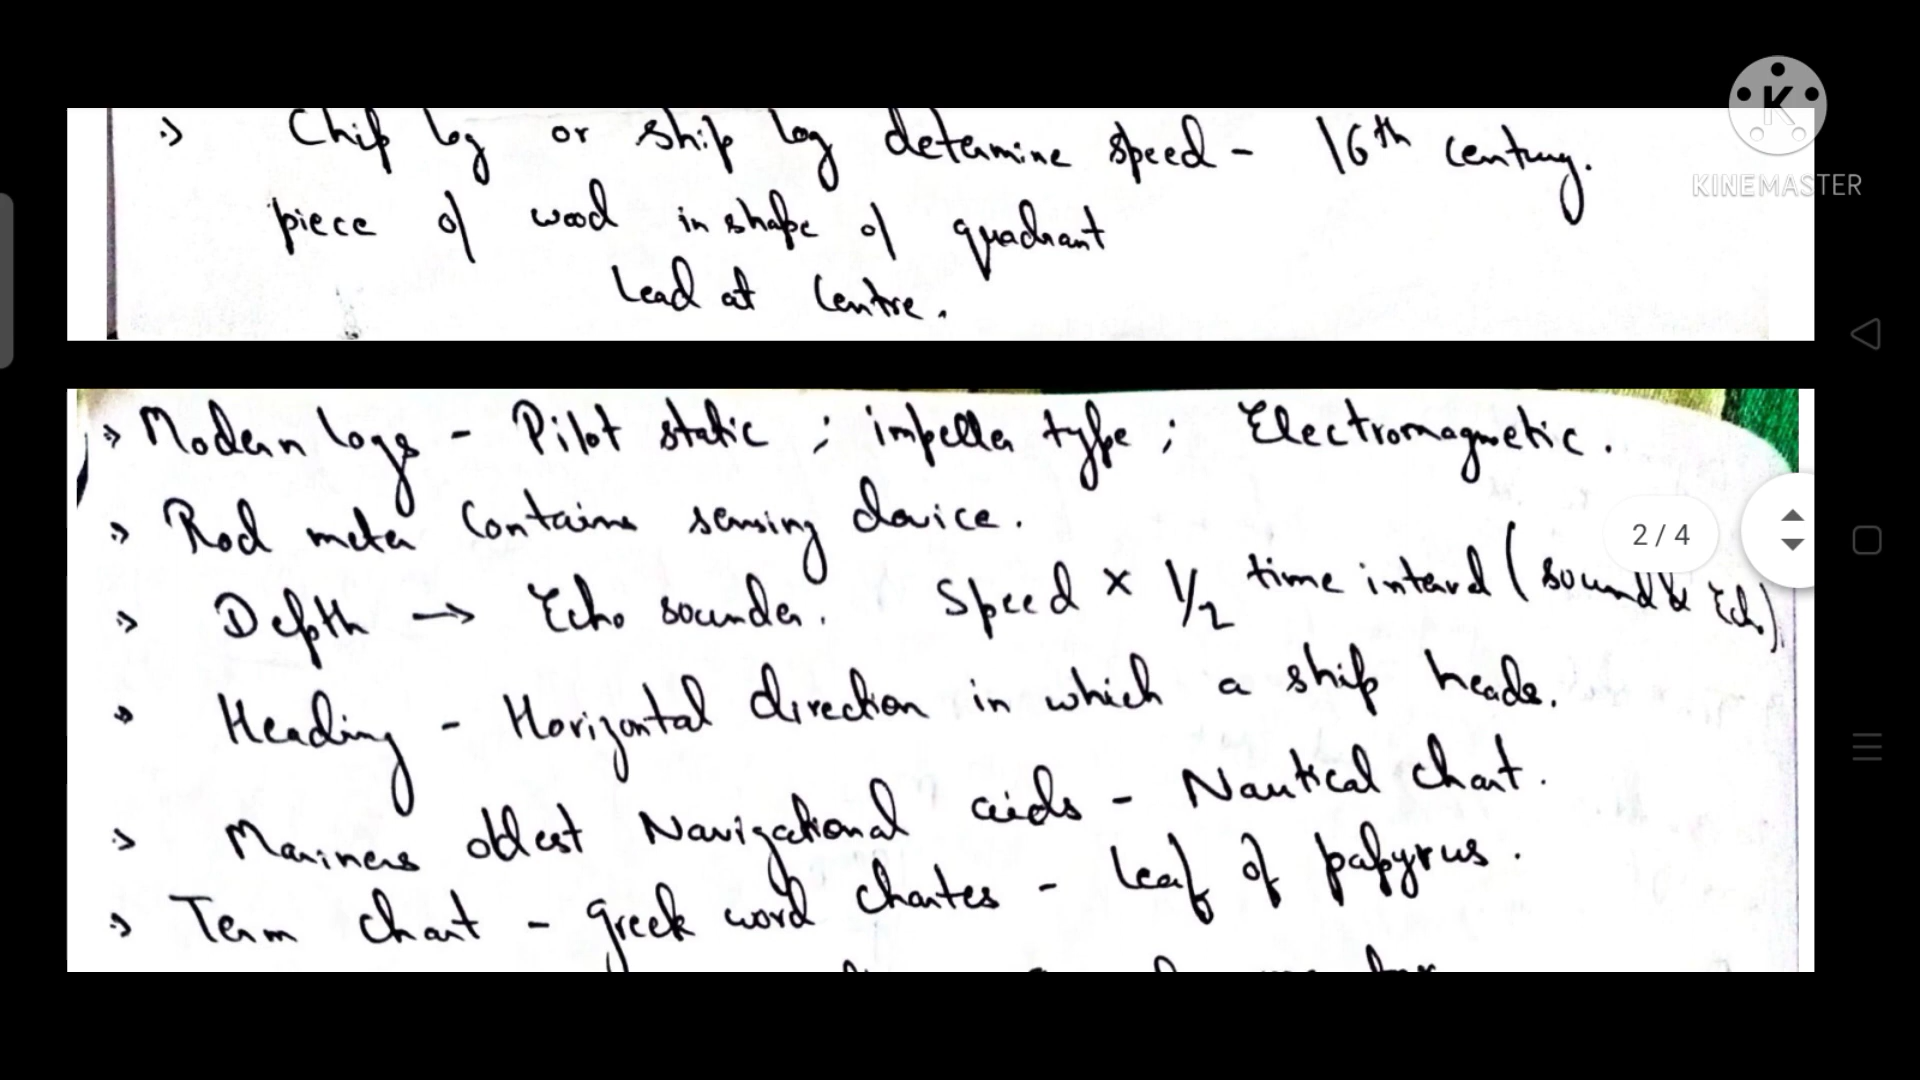 Chip log or ship log determine speed - 16th century.
K
KINEMASTER
piece of wood in shape of quadrant
Lead at Centre.
Modern logs - Pilot static ; impeller type ; Electromagnetic.
Rod meter Contains sensing device.
2 / 4
Depth → Echo sounder. Speed x 1/2 time interval (sound & Echo)
Heading - Horizontal direction in which a ship heads.
Mariners oldest Navigational aids - Nautical chart.
Term chart - greek word chartes - leaf of papyrus.